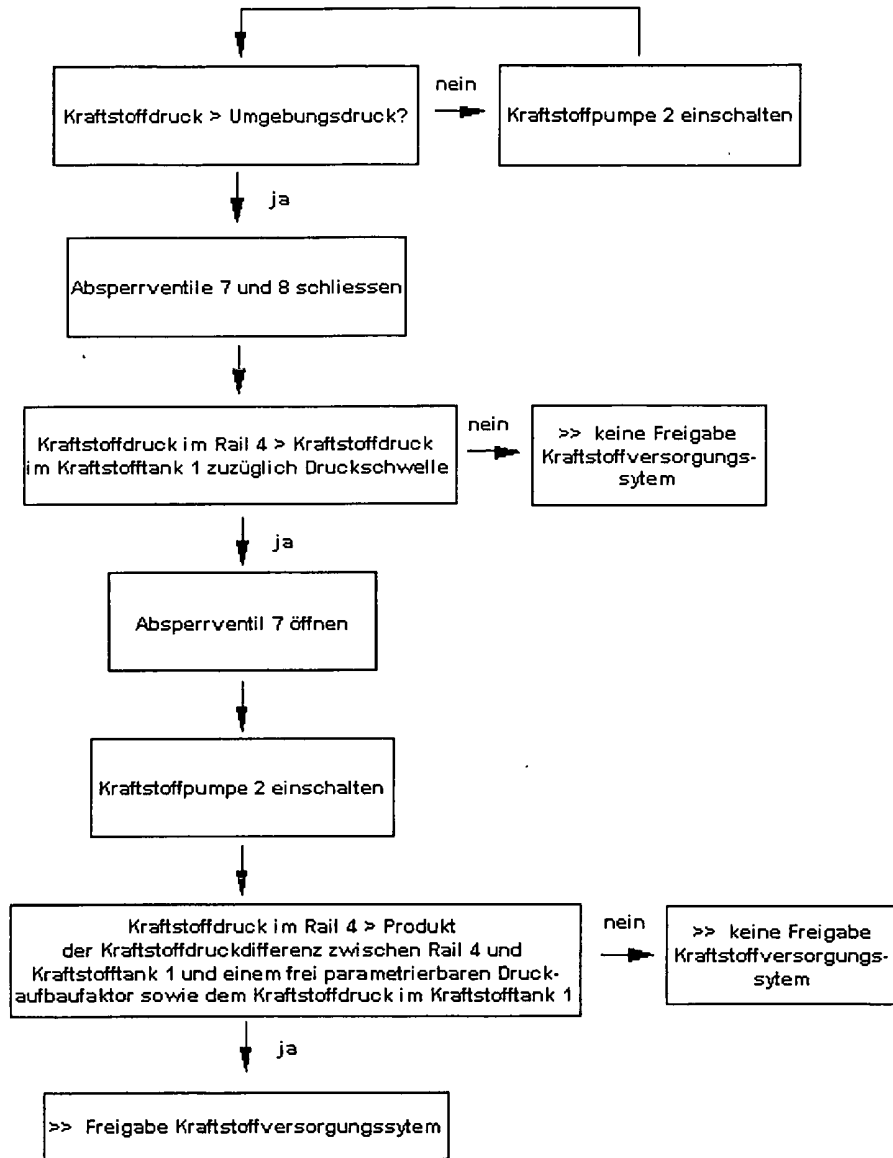 Kraftstoffdruck > Umgebungsdruck?
nein
Kraftstoffpumpe 2 einschalten
ja
Absperrventile 7 und 8 schliessen
Kraftstoffdruck im Rail 4 > Kraftstoffdruck
im Kraftstofftank 1 zuzüglich Druckschwelle
nein
>> keine Freigabe
Kraftstoffversorgungs-
sytem
ja
Absperrventil 7 öffnen
Kraftstoffpumpe 2 einschalten
Kraftstoffdruck im Rail 4 > Produkt
der Kraftstoffdruckdifferenz zwischen Rail 4 und
Kraftstofftank 1 und einem frei parametrierbaren Druck-
aufbaufaktor sowie dem Kraftstoffdruck im Kraftstofftank 1
nein
>> keine Freigabe
Kraftstoffversorgungs-
sytem
ja
>> Freigabe Kraftstoffversorgungssytem